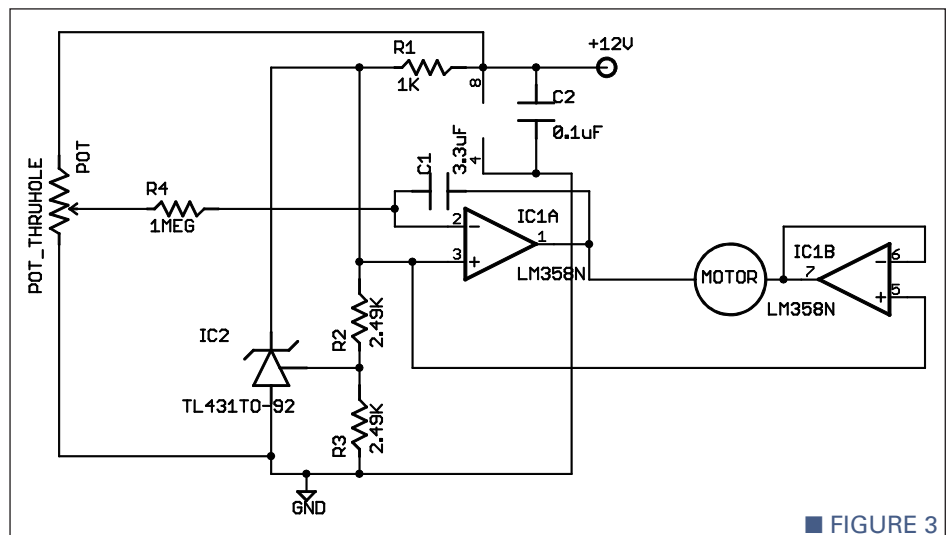 +12V
R1
1K
8
C2
0.1uF
4
C1
3.3uF
POT
POT_THRUHOLE
R4
1MEG
2
3
1
IC1A
LM358N
MOTOR
7
IC1B
6
5
LM358N
IC2
TL431TO-92
R2
2.49K
R3
2.49K
GND
■ FIGURE 3